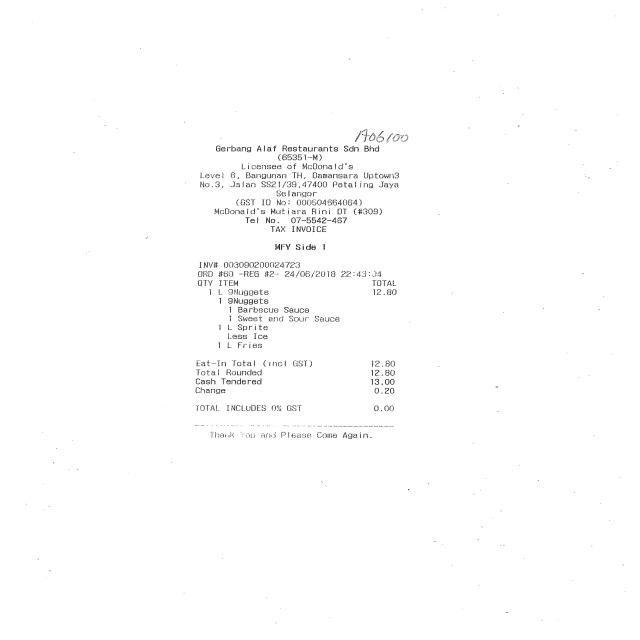 1A06100
Gerbang Alaf Restaurants Sdn Bhd
(65351-M)
Licensee of McDonald's
Level 6, Bangunan TH, Damansara Uptown3
No.3, Jalan SS21/39,47400 Petaling Jaya
Selangor
(GST ID No: 000504664064)
McDonald's Mutiara Rini DT (#309)
Tel No. 07-5542-467
TAX INVOICE
MFY Side 1
INV# 003090200024723
ORD #60 -REG #2- 24/06/2018 22:43:04
QTY ITEM TOTAL
1 L 9Nuggets 12.80
1 9Nuggets
1 Barbecue Sauce
1 Sweet and Sour Sauce
1 L Sprite
Less Ice
1 L Fries
Eat-In Total (incl GST) 12.80
Total Rounded 12.80
Cash Tendered 13.00
Change 0.20
TOTAL INCLUDES 0% GST 0.00
Thank You and Please Come Again.